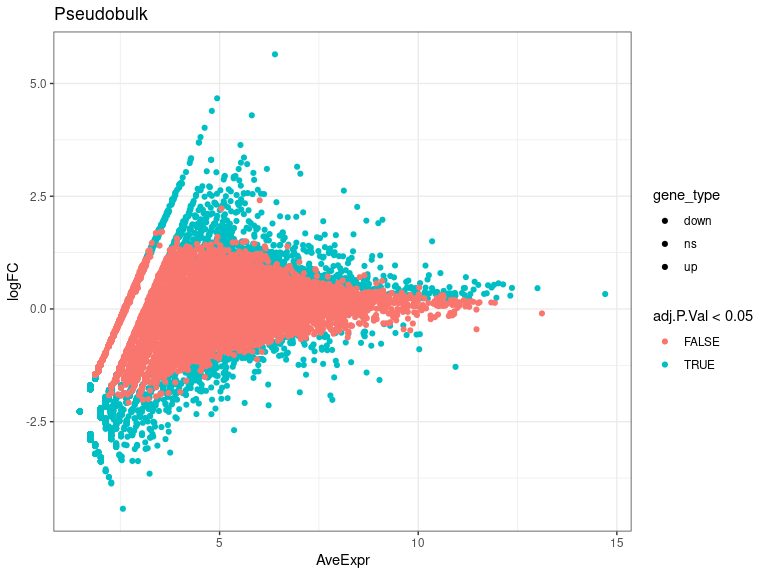 Pseudobulk
5.0
2.5
0.0
-2.5
logFC
5
10
15
AveExpr
gene_type
down
ns
up
adj.P.Val < 0.05
FALSE
TRUE